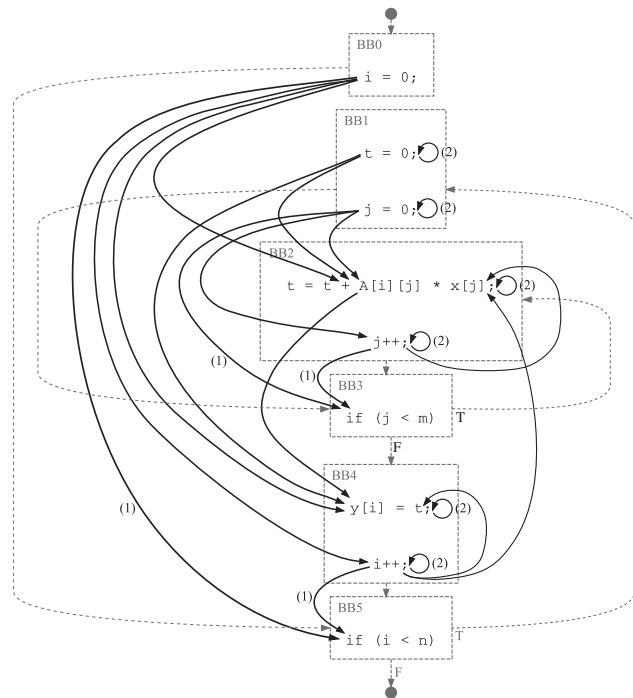 BB0
i = 0;
BB1
t = 0; (2)
j = 0; (2)
BB2
t = t + A[i][j] * x[j]; (2)
j++; (2)
(1) (1)
BB3
if (j < m) T
F
BB4
y[i] = t; (2)
(1)
i++; (2)
(1)
BB5
if (i < n) T
F